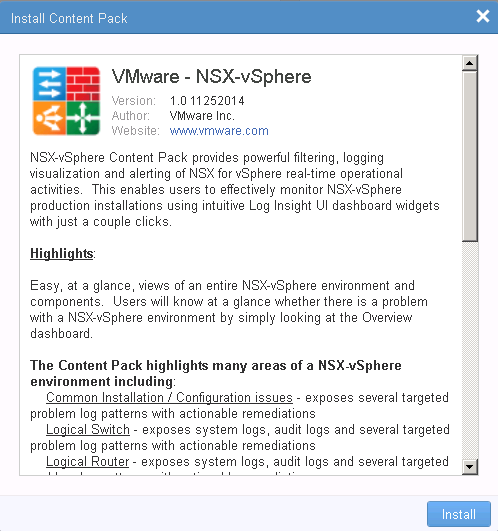 Install Content Pack
VMware - NSX-vSphere
Version: 1.0 11252014
Author: VMware Inc.
Website: www.vmware.com
NSX-vSphere Content Pack provides powerful filtering, logging
visualization and alerting of NSX for vSphere real-time operational
activities. This enables users to effectively monitor NSX-vSphere
production installations using intuitive Log Insight UI dashboard widgets
with just a couple clicks.
Highlights:
Easy, at a glance, views of an entire NSX-vSphere environment and
components. Users will know at a glance whether there is a problem
with a NSX-vSphere environment by simply looking at the Overview
dashboard.
The Content Pack highlights many areas of a NSX-vSphere
environment including:
Common Installation / Configuration issues - exposes several targeted
problem log patterns with actionable remediations
Logical Switch - exposes system logs, audit logs and several targeted
problem log patterns with actionable remediations
Logical Router - exposes system logs, audit logs and several targeted
Install